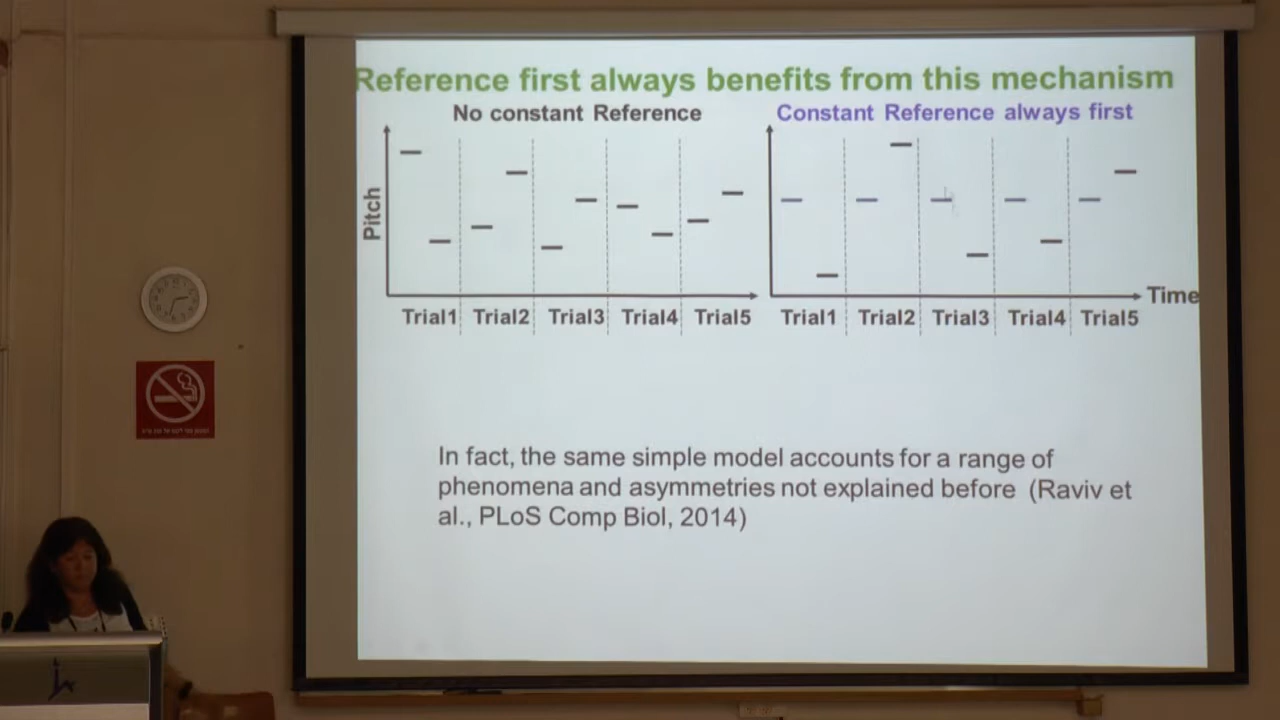 Reference first always benefits from this mechanism
No constant Reference
Constant Reference always first
Pitch
Time
Trial1 Trial2 Trial3 Trial4 Trial5
Trial1 Trial2 Trial3 Trial4 Trial5
In fact, the same simple model accounts for a range of
phenomena and asymmetries not explained before (Raviv et
al., PLoS Comp Biol, 2014)